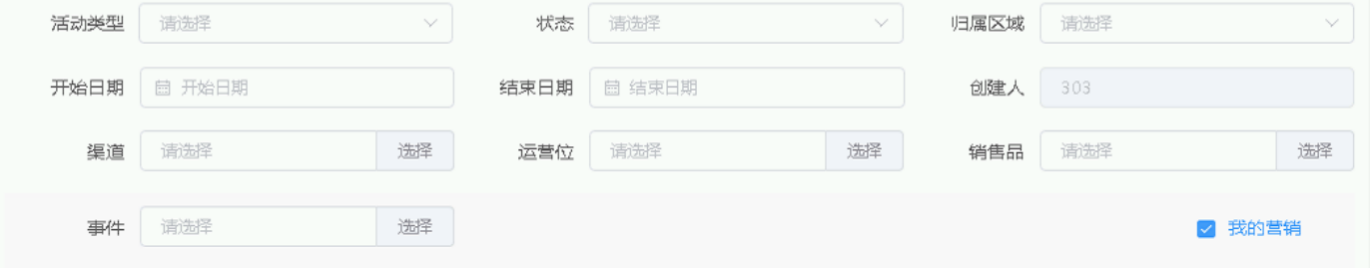 活动类型 请选择 状态 请选择 归属区域 请选择
开始日期 开始日期 结束日期 结束日期 创建人 303
渠道 请选择 选择 运营位 请选择 选择 销售品 请选择 选择
事件 请选择 选择 我的营销